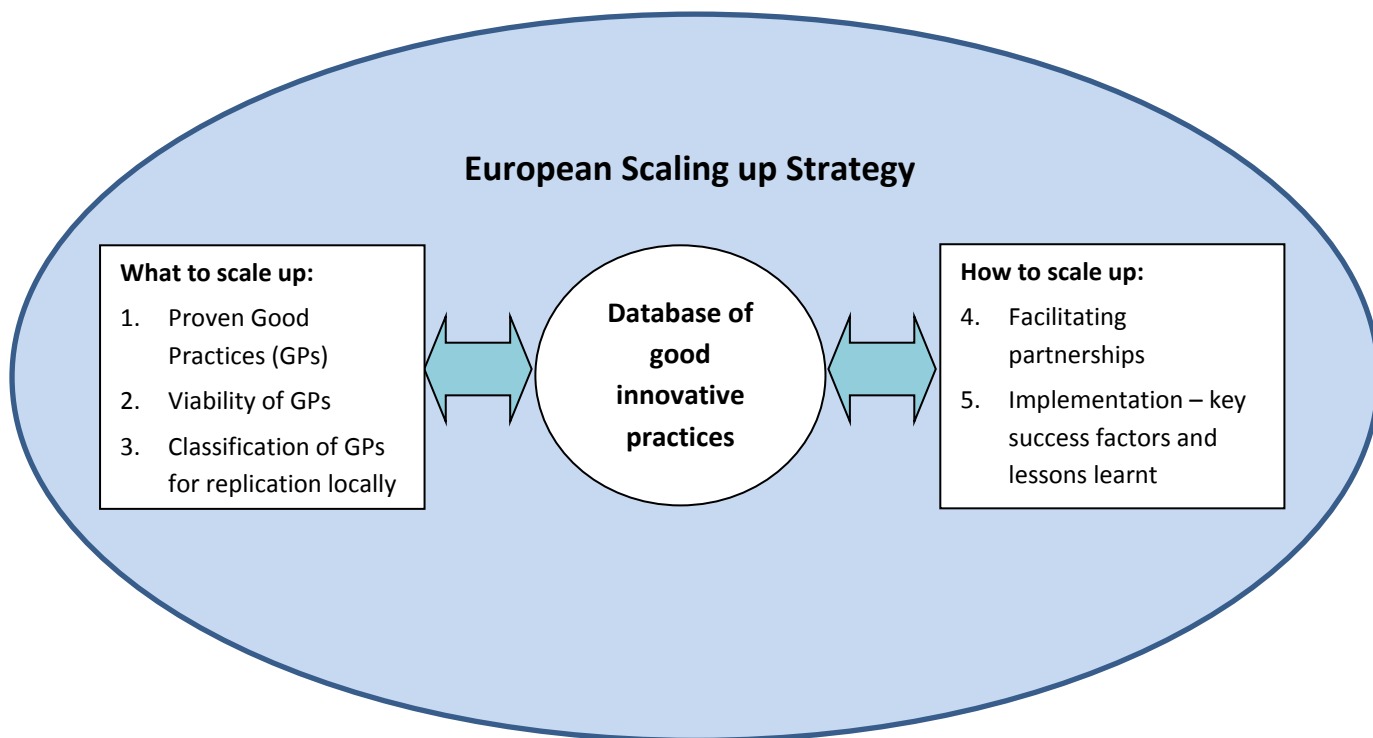 European Scaling up Strategy
What to scale up:
1. Proven Good
Practices (GPs)
2. Viability of GPs
3. Classification of GPs
for replication locally
Database of
good
innovative
practices
How to scale up:
4. Facilitating
partnerships
5. Implementation – key
success factors and
lessons learnt